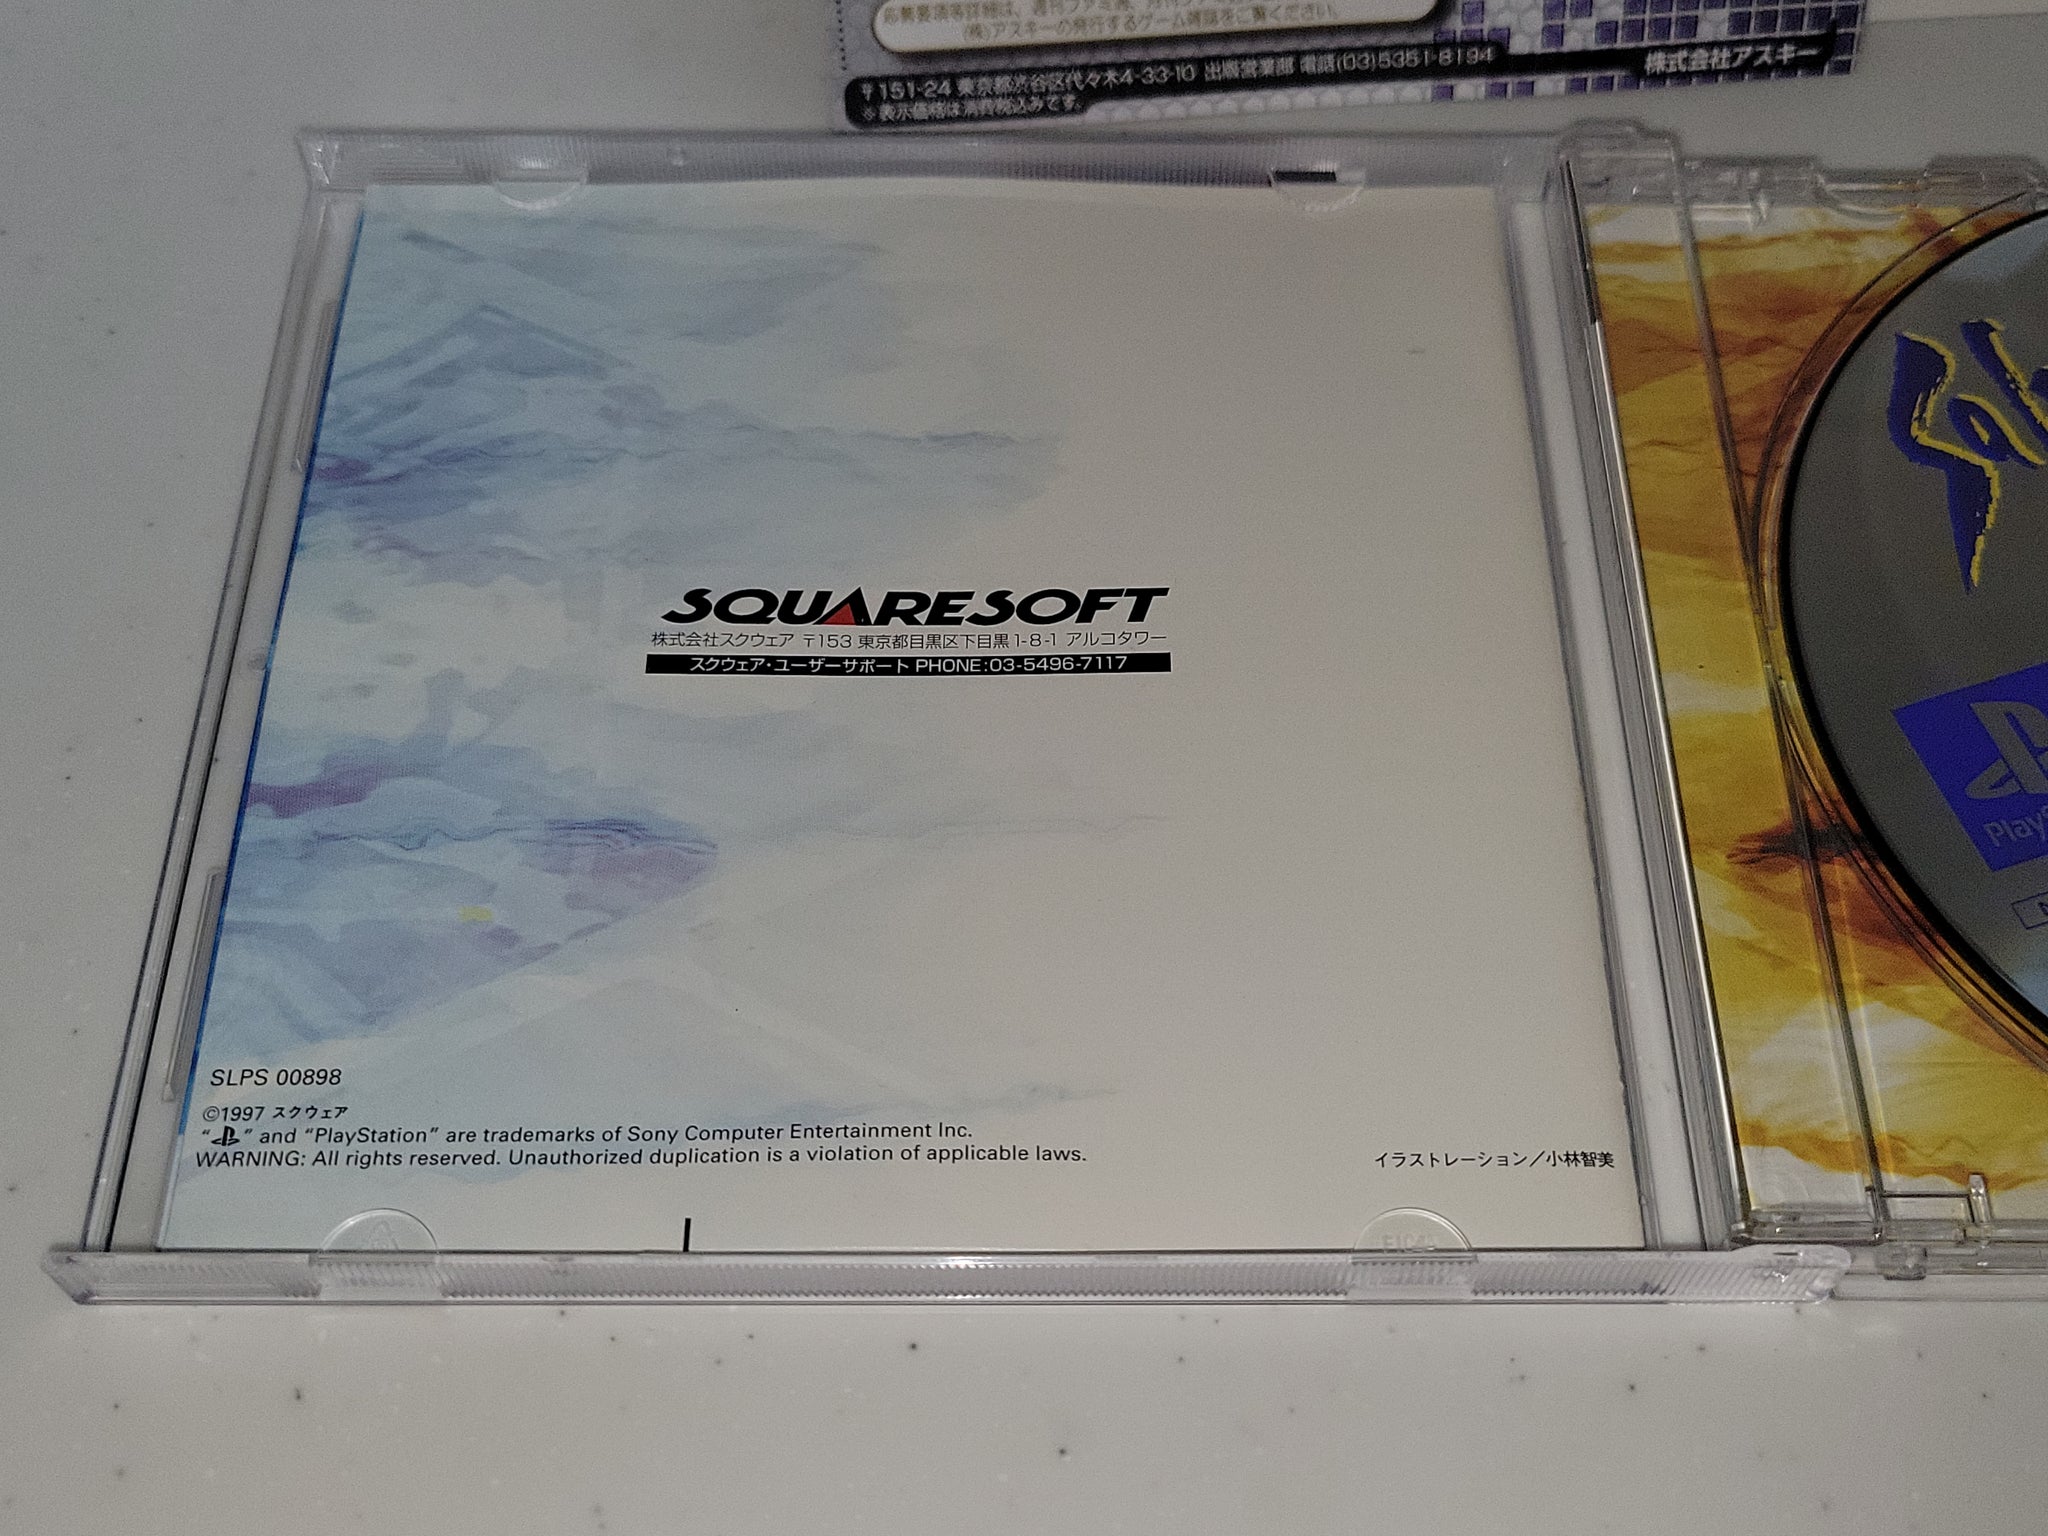 応募要項等詳細は、週刊ファミ通、月刊ファミ
(株)アスキーの発行するゲーム雑誌をご覧ください。
〒151-24 東京都渋谷区代々木4-33-10 出版営業部 電話(03)5351-8194
株式会社アスキー
※表示価格は消費税込みです。
SQUARESOFT
株式会社スクウェア 〒153 東京都目黒区下目黒1-8-1 アルコタワー
スクウェア・ユーザーサポート PHONE:03-5496-7117
SLPS 00898
©1997 スクウェア
“ ” and “PlayStation” are trademarks of Sony Computer Entertainment Inc.
WARNING: All rights reserved. Unauthorized duplication is a violation of applicable laws.
イラストレーション／小林智美